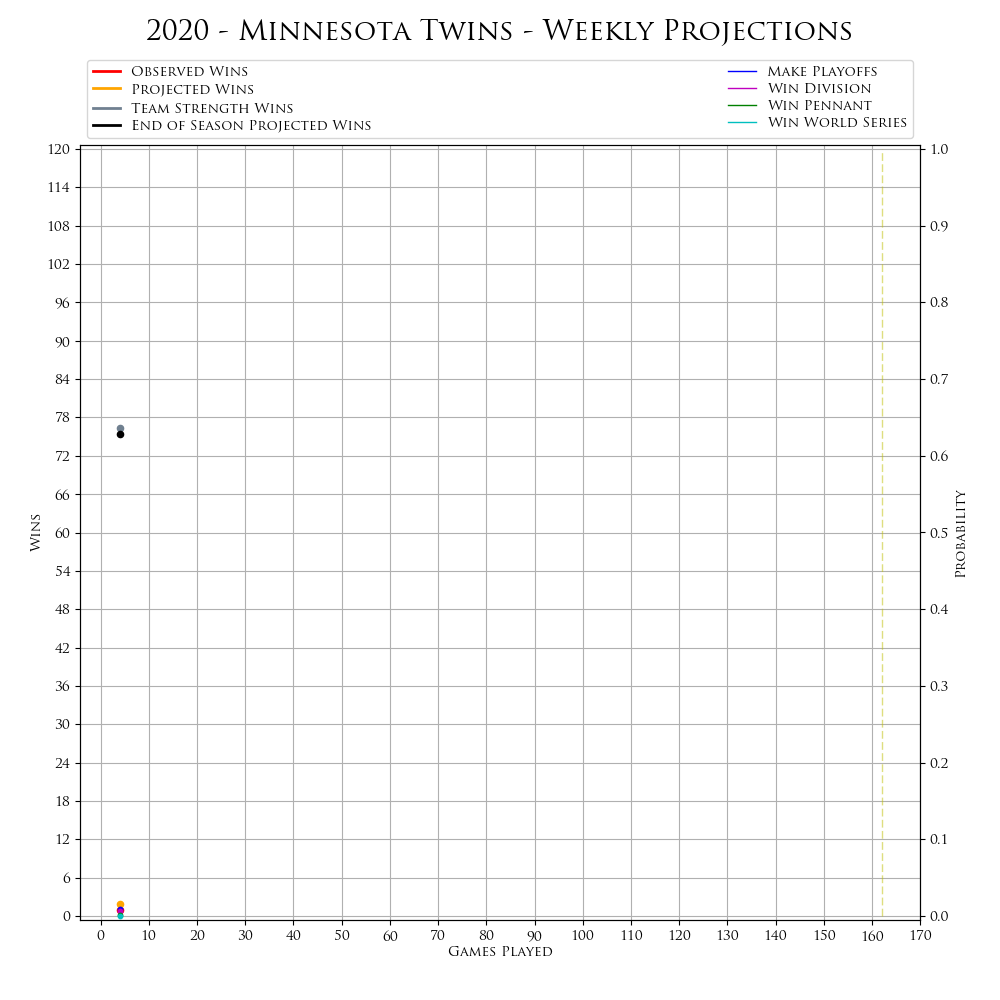 2020 - Minnesota Twins - Weekly Projections
Observed Wins
Projected Wins
Team Strength Wins
End of Season Projected Wins
Make Playoffs
Win Division
Win Pennant
Win World Series
120
114
108
102
96
90
84
78
72
66
60
54
48
42
36
30
24
18
12
6
0
Wins
1.0
0.9
0.8
0.7
0.6
0.5
0.4
0.3
0.2
0.1
0.0
Probability
0 10 20 30 40 50 60 70 80 90 100 110 120 130 140 150 160 170
Games Played